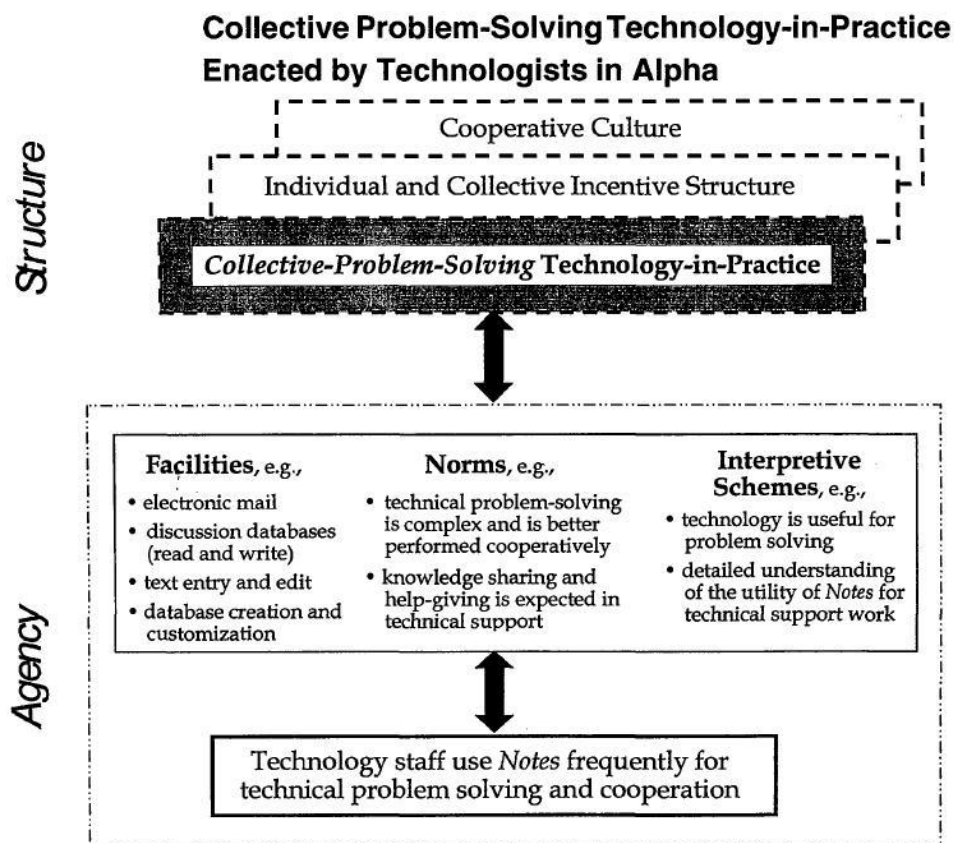 Collective Problem-Solving Technology-in-Practice
Enacted by Technologists in Alpha
Structure
Cooperative Culture
Individual and Collective Incentive Structure
Collective-Problem-Solving Technology-in-Practice
Agency
Facilities, e.g.,
• electronic mail
• discussion databases
(read and write)
• text entry and edit
• database creation and
customization
Norms, e.g.,
• technical problem-solving
is complex and is better
performed cooperatively
• knowledge sharing and
help-giving is expected in
technical support
Interpretive
Schemes, e.g.,
• technology is useful for
problem solving
• detailed understanding
of the utility of Notes for
technical support work
Technology staff use Notes frequently for
technical problem solving and cooperation